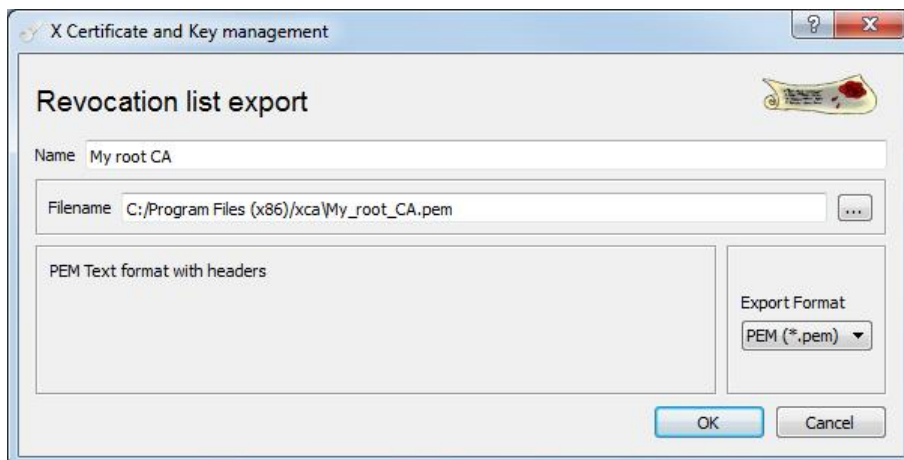 X Certificate and Key management
Revocation list export
Name My root CA
Filename C:/Program Files (x86)/xca\My_root_CA.pem ...
PEM Text format with headers
Export Format
PEM (*.pem)
OK Cancel